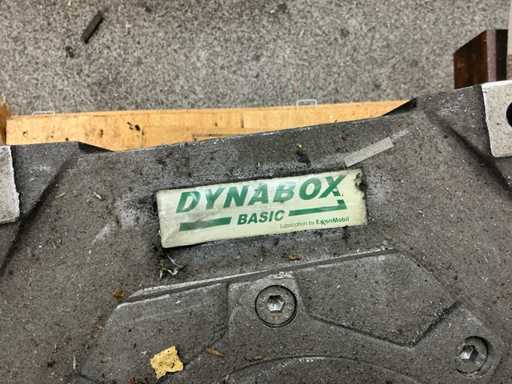 DYNABOX
BASIC
Lubrication by ExxonMobil